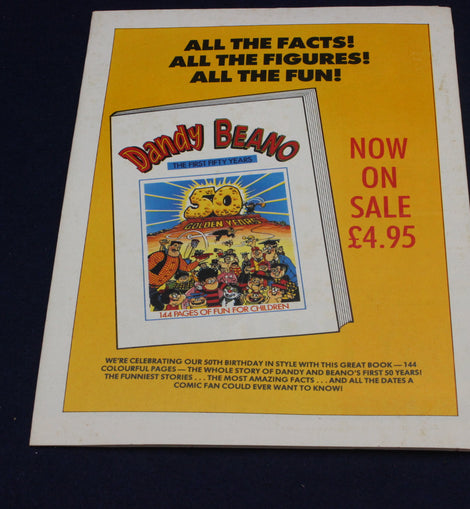 ALL THE FACTS!
ALL THE FIGURES!
ALL THE FUN!
Dandy BEANO
THE FIRST FIFTY YEARS
50
GOLDEN YEARS
144 PAGES OF FUN FOR CHILDREN
NOW
ON
SALE
£4.95
WE'RE CELEBRATING OUR 50TH BIRTHDAY IN STYLE WITH THIS GREAT BOOK — 144
COLOURFUL PAGES — THE WHOLE STORY OF DANDY AND BEANO'S FIRST 50 YEARS!
THE FUNNIEST STORIES . . . THE MOST AMAZING FACTS . . . AND ALL THE DATES A
COMIC FAN COULD EVER WANT TO KNOW!